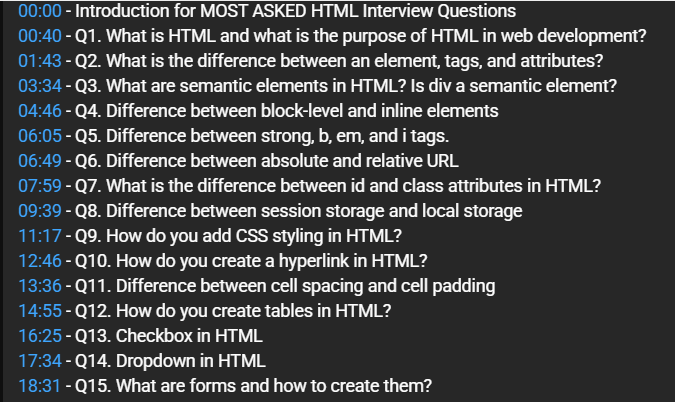 00:00 - Introduction for MOST ASKED HTML Interview Questions
00:40 - Q1. What is HTML and what is the purpose of HTML in web development?
01:43 - Q2. What is the difference between an element, tags, and attributes?
03:34 - Q3. What are semantic elements in HTML? Is div a semantic element?
04:46 - Q4. Difference between block-level and inline elements
06:05 - Q5. Difference between strong, b, em, and i tags.
06:49 - Q6. Difference between absolute and relative URL
07:59 - Q7. What is the difference between id and class attributes in HTML?
09:39 - Q8. Difference between session storage and local storage
11:17 - Q9. How do you add CSS styling in HTML?
12:46 - Q10. How do you create a hyperlink in HTML?
13:36 - Q11. Difference between cell spacing and cell padding
14:55 - Q12. How do you create tables in HTML?
16:25 - Q13. Checkbox in HTML
17:34 - Q14. Dropdown in HTML
18:31 - Q15. What are forms and how to create them?